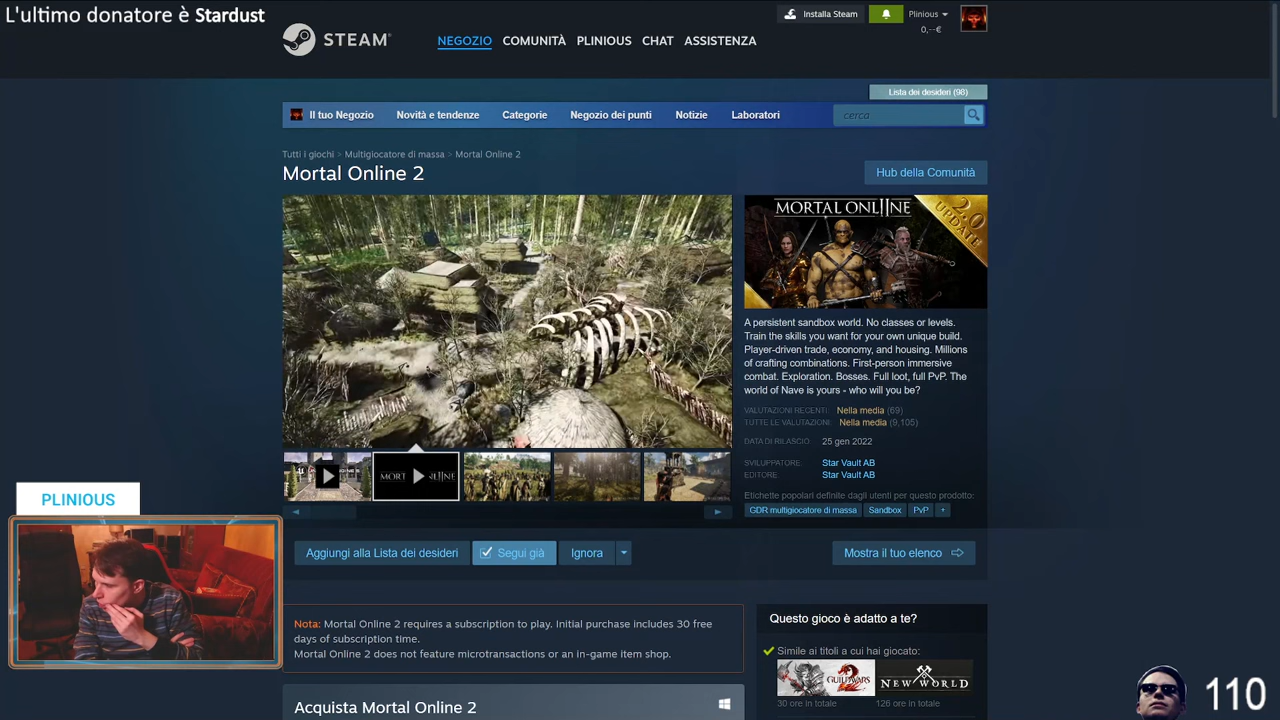 L'ultimo donatore è Stardust
Installa Steam
Plinious
0,--€
STEAM
NEGOZIO COMUNITÀ PLINIOUS CHAT ASSISTENZA
Lista dei desideri (98)
Il tuo Negozio Novità e tendenze Categorie Negozio dei punti Notizie Laboratori cerca
Tutti i giochi > Multigiocatore di massa > Mortal Online 2
Mortal Online 2
Hub della Comunità
MORTAL ONLINE
2.0 UPDATE
A persistent sandbox world. No classes or levels.
Train the skills you want for your own unique build.
Player-driven trade, economy, and housing. Millions
of crafting combinations. First-person immersive
combat. Exploration. Bosses. Full loot, full PvP. The
world of Nave is yours - who will you be?
VALUTAZIONI RECENTI: Nella media (69)
TUTTE LE VALUTAZIONI: Nella media (9,105)
DATA DI RILASCIO: 25 gen 2022
SVILUPPATORE: Star Vault AB
EDITORE: Star Vault AB
Etichette popolari definite dagli utenti per questo prodotto:
GDR multigiocatore di massa Sandbox PvP +
PLINIOUS
Aggiungi alla Lista dei desideri Segui già Ignora Mostra il tuo elenco
Nota: Mortal Online 2 requires a subscription to play. Initial purchase includes 30 free
days of subscription time.
Mortal Online 2 does not feature microtransactions or an in-game item shop.
Questo gioco è adatto a te?
Simile ai titoli a cui hai giocato:
GUILD WARS 2
NEW WORLD
30 ore in totale 126 ore in totale
Acquista Mortal Online 2
110